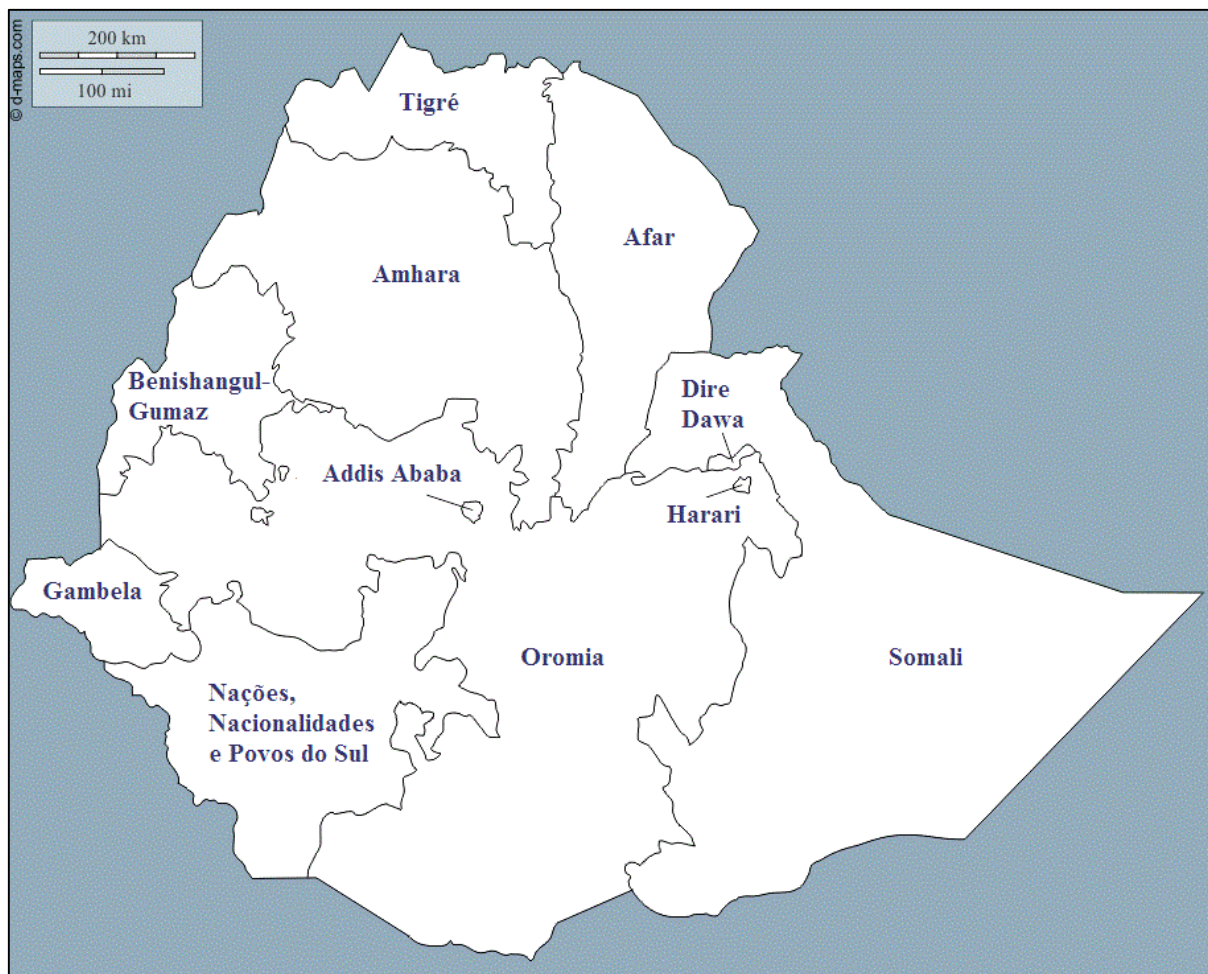 200 km
100 mi
© d-maps.com
Tigré
Afar
Amhara
Benishangul-
Gumaz
Dire
Dawa
Addis Ababa
Harari
Gambela
Oromia
Somali
Nações,
Nacionalidades
e Povos do Sul